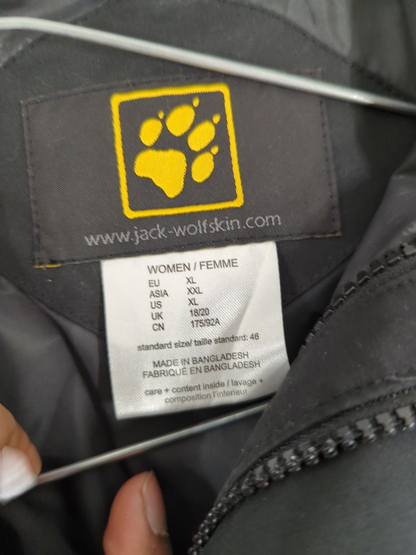 www.jack-wolfskin.com
WOMEN / FEMME
EU XL
ASIA XXL
US XL
UK 18/20
CN 175/92A
standard size/ taille standard: 46
MADE IN BANGLADESH
FABRIQUÉ EN BANGLADESH
care + content inside / lavage +
composition l'interieur